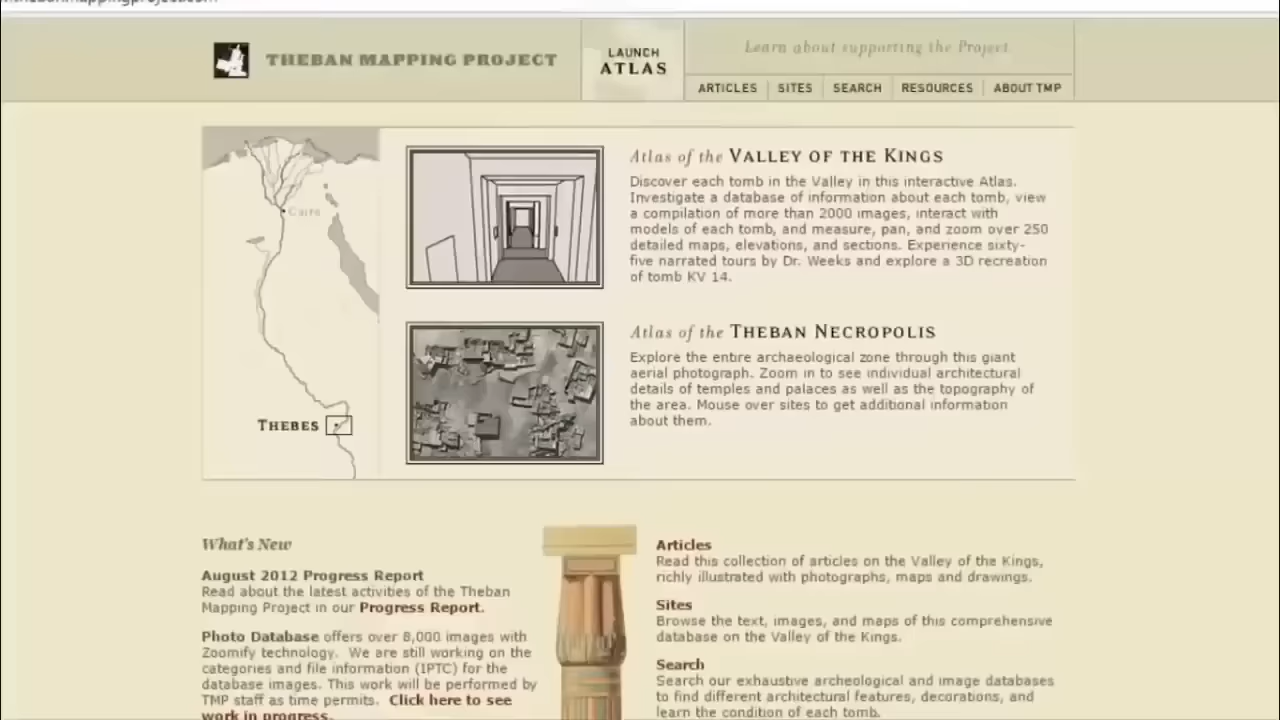 THEBAN MAPPING PROJECT
LAUNCH
ATLAS
Learn about supporting the Project
ARTICLES
SITES
SEARCH
RESOURCES
ABOUT TMP
Cairo
THEBES
Atlas of the VALLEY OF THE KINGS
Discover each tomb in the Valley in this interactive Atlas.
Investigate a database of information about each tomb, view
a compilation of more than 2000 images, interact with
models of each tomb, and measure, pan, and zoom over 250
detailed maps, elevations, and sections. Experience sixty-
five narrated tours by Dr. Weeks and explore a 3D recreation
of tomb KV 14.
Atlas of the THEBAN NECROPOLIS
Explore the entire archaeological zone through this giant
aerial photograph. Zoom in to see individual architectural
details of temples and palaces as well as the topography of
the area. Mouse over sites to get additional information
about them.
What's New
August 2012 Progress Report
Read about the latest activities of the Theban
Mapping Project in our Progress Report.
Photo Database offers over 8,000 images with
Zoomify technology. We are still working on the
categories and file information (IPTC) for the
database images. This work will be performed by
TMP staff as time permits. Click here to see
work in progress.
Articles
Read this collection of articles on the Valley of the Kings,
richly illustrated with photographs, maps and drawings.
Sites
Browse the text, images, and maps of this comprehensive
database on the Valley of the Kings.
Search
Search our exhaustive archeological and image databases
to find different architectural features, decorations, and
learn the condition of each tomb.